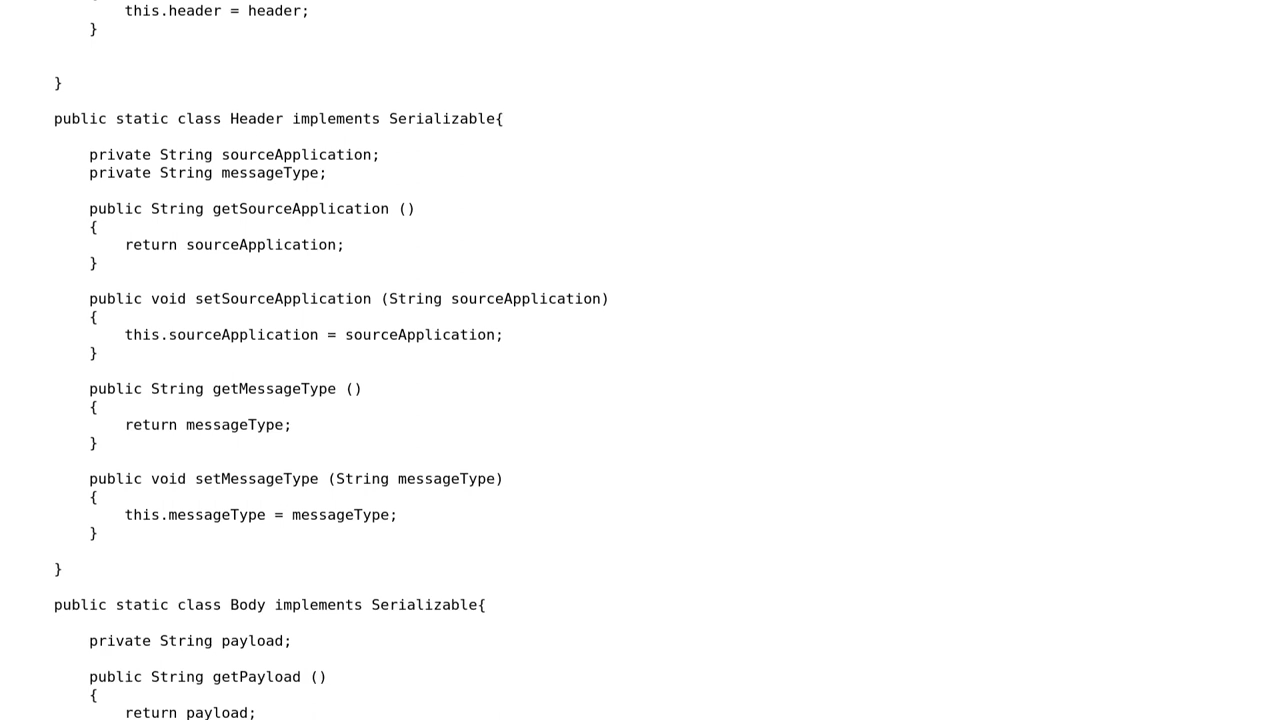 this.header = header;
}
}
public static class Header implements Serializable{
private String sourceApplication;
private String messageType;
public String getSourceApplication ()
{
return sourceApplication;
}
public void setSourceApplication (String sourceApplication)
{
this.sourceApplication = sourceApplication;
}
public String getMessageType ()
{
return messageType;
}
public void setMessageType (String messageType)
{
this.messageType = messageType;
}
}
public static class Body implements Serializable{
private String payload;
public String getPayload ()
{
return payload;